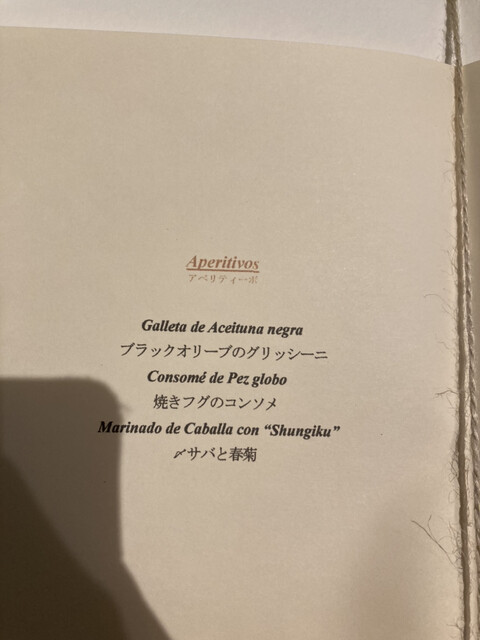 Aperitivos
アペリティーボ
Galleta de Aceituna negra
ブラックオリーブのグリッシーニ
Consomé de Pez globo
焼きフグのコンソメ
Marinado de Caballa con “Shungiku”
〆サバと春菊